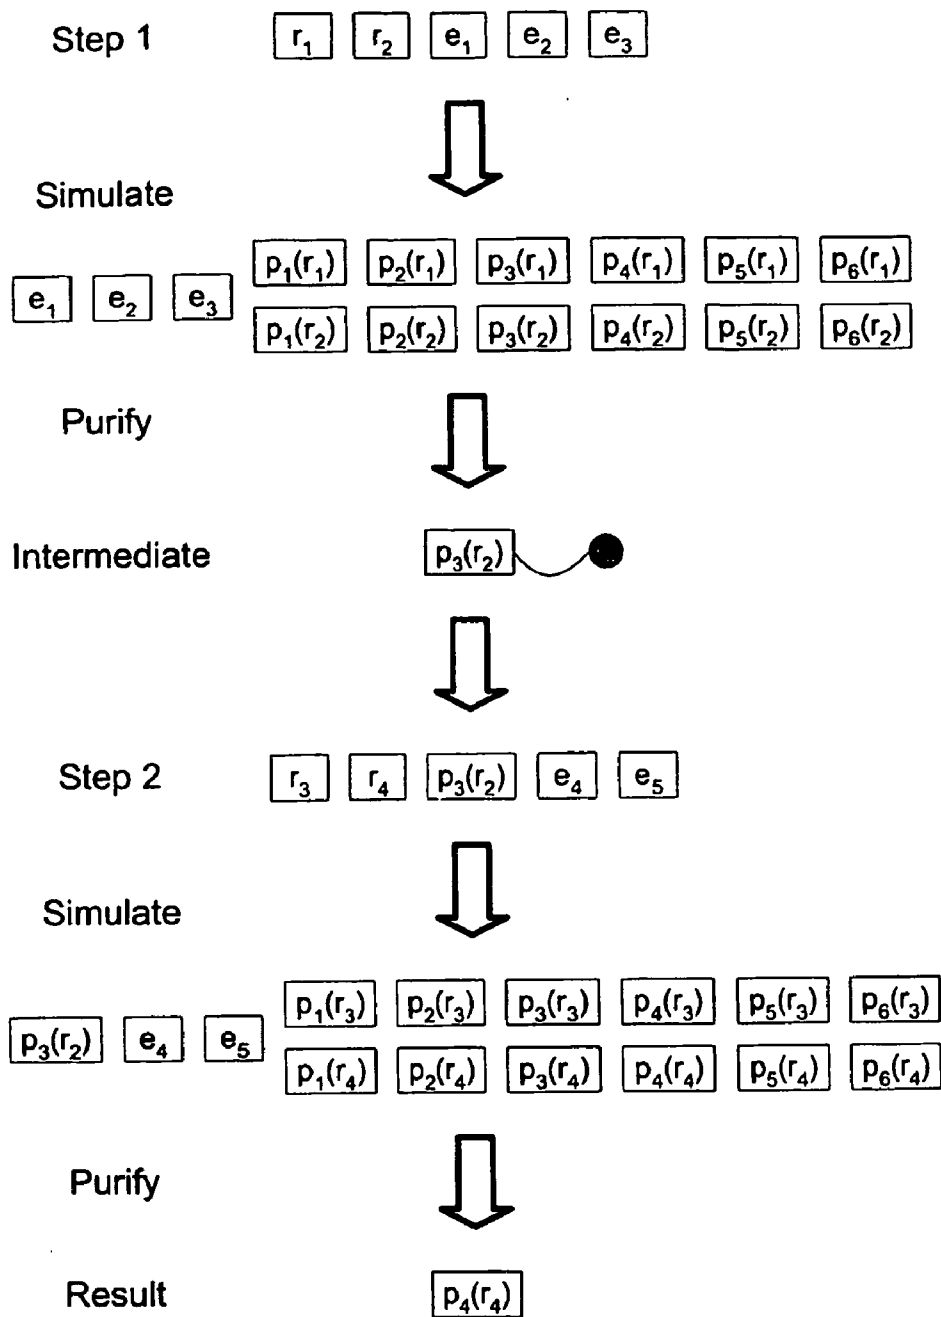 Step 1 r₁ r₂ e₁ e₂ e₃
Simulate
p₁(r₁) p₂(r₁) p₃(r₁) p₄(r₁) p₅(r₁) p₆(r₁)
e₁ e₂ e₃
p₁(r₂) p₂(r₂) p₃(r₂) p₄(r₂) p₅(r₂) p₆(r₂)
Purify
Intermediate p₃(r₂)
Step 2 r₃ r₄ p₃(r₂) e₄ e₅
Simulate
p₁(r₃) p₂(r₃) p₃(r₃) p₄(r₃) p₅(r₃) p₆(r₃)
p₃(r₂) e₄ e₅
p₁(r₄) p₂(r₄) p₃(r₄) p₄(r₄) p₅(r₄) p₆(r₄)
Purify
Result p₄(r₄)